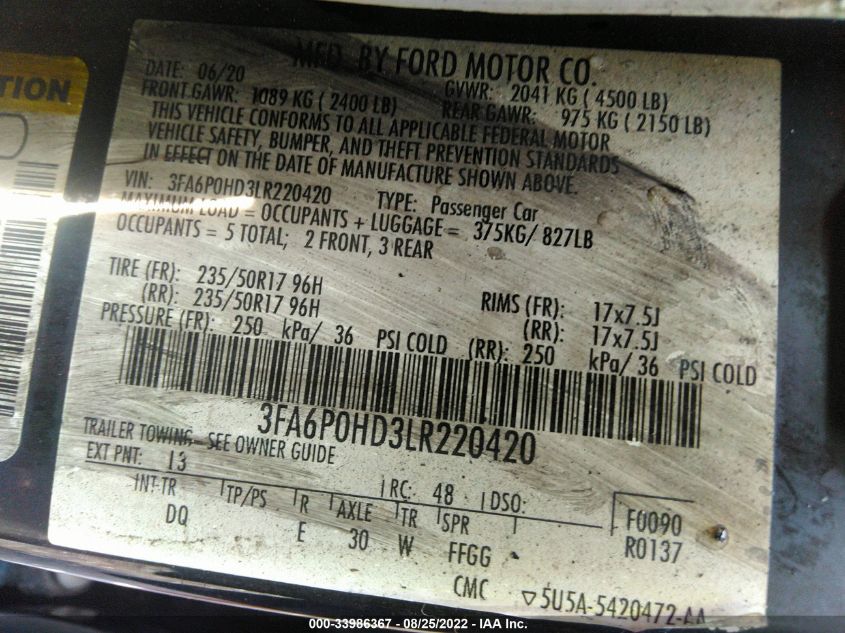 TION
MFD. BY FORD MOTOR CO.
DATE: 06/20 GVWR: 2041 KG ( 4500 LB)
FRONT GAWR: 1089 KG ( 2400 LB) REAR GAWR: 975 KG ( 2150 LB)
THIS VEHICLE CONFORMS TO ALL APPLICABLE FEDERAL MOTOR
VEHICLE SAFETY, BUMPER, AND THEFT PREVENTION STANDARDS
IN EFFECT ON THE DATE OF MANUFACTURE SHOWN ABOVE.
VIN: 3FA6P0HD3LR220420 TYPE: Passenger Car
MAXIMUM LOAD = OCCUPANTS + LUGGAGE = 375KG/ 827LB
OCCUPANTS = 5 TOTAL; 2 FRONT, 3 REAR
TIRE (FR): 235/50R17 96H RIMS (FR): 17x7.5J
(RR): 235/50R17 96H (RR): 17x7.5J
PRESSURE (FR): 250 kPa/ 36 PSI COLD (RR): 250 kPa/ 36 PSI COLD
3FA6P0HD3LR220420
TRAILER TOWING- SEE OWNER GUIDE
EXT PNT: 13 RC: 48 DSO:
INT TR TP/PS R AXLE TR SPR F0090
DQ E 30 W FFGG R0137
CMC ▽5U5A-5420472-AA
000-33986367 - 08/25/2022 - IAA Inc.